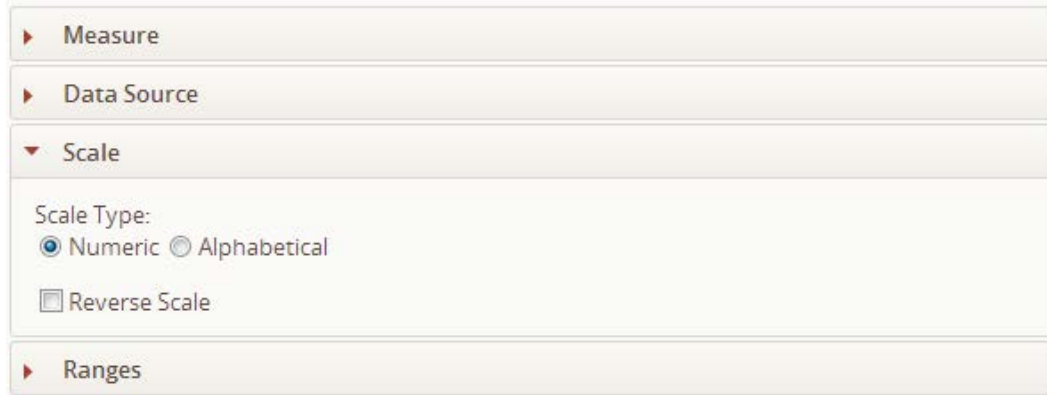 Measure
Data Source
Scale
Scale Type:
Numeric Alphabetical
Reverse Scale
Ranges